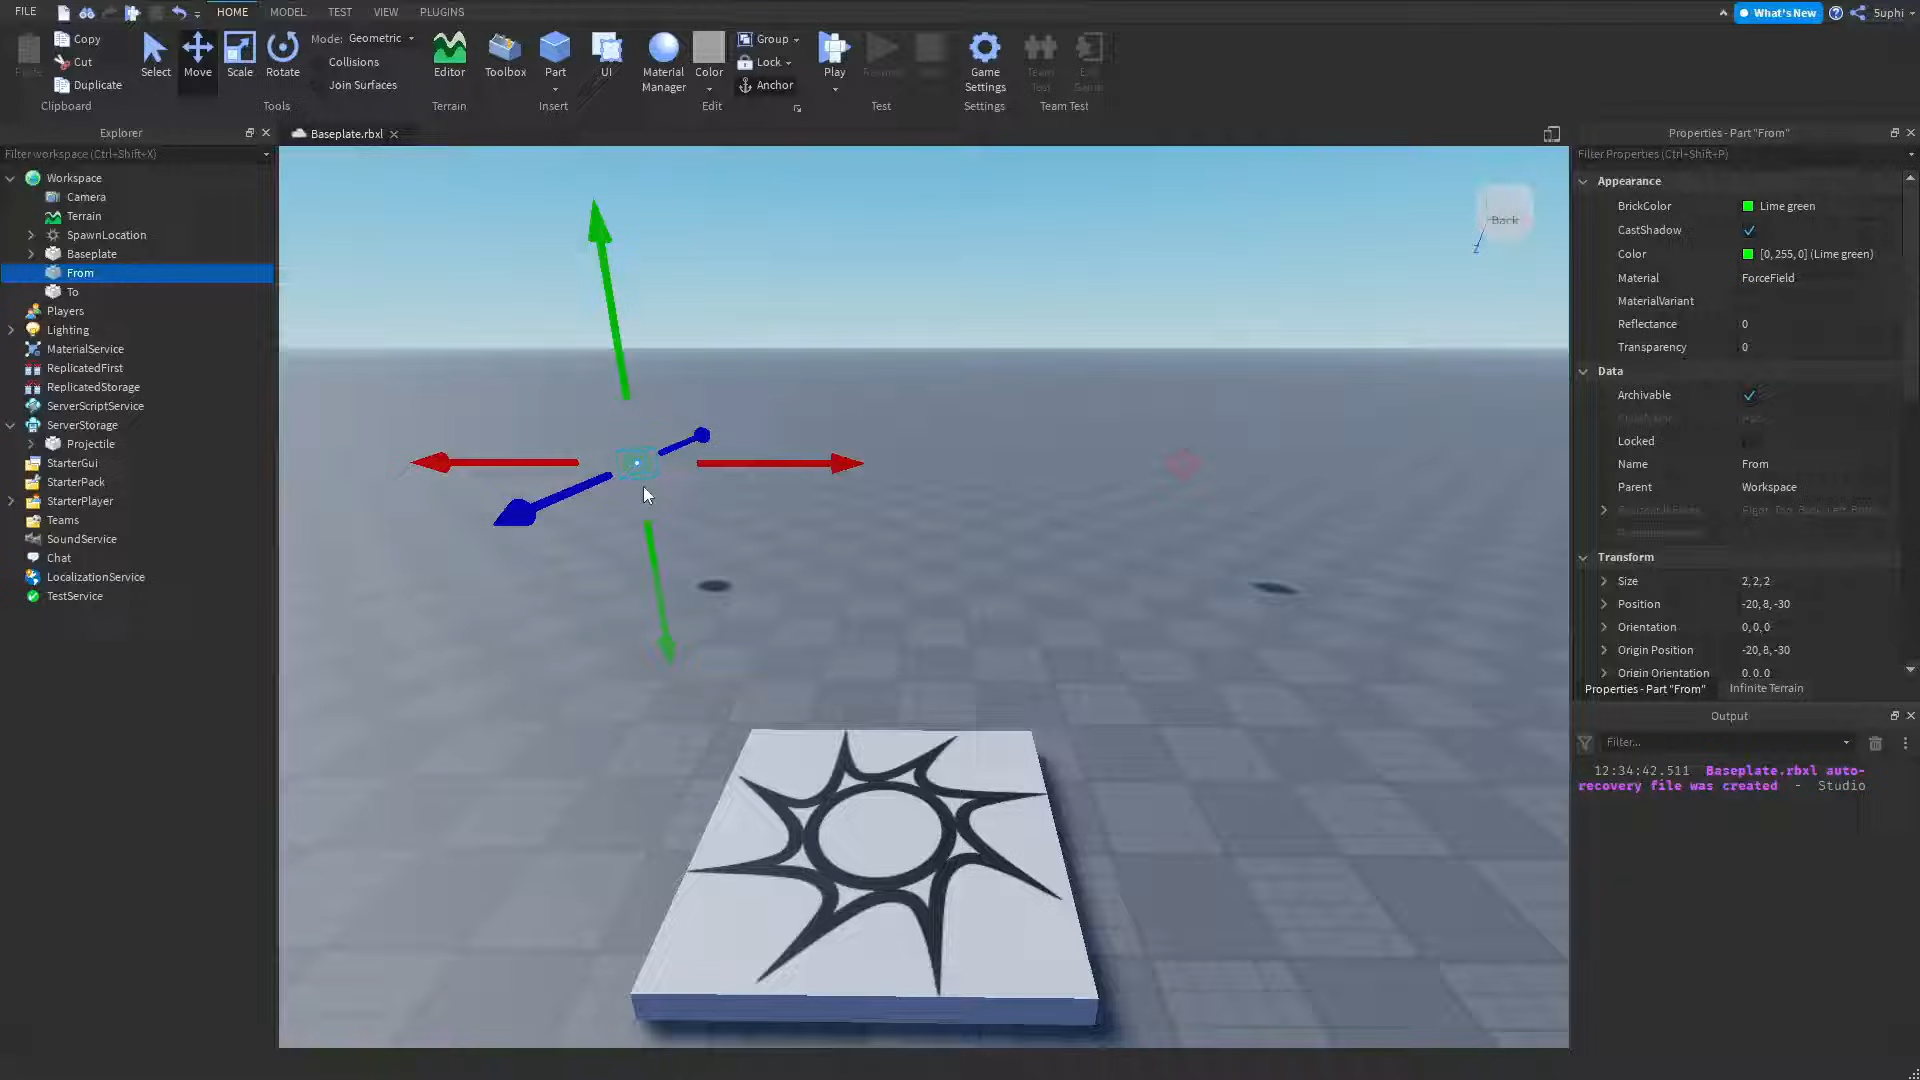 FILE
HOME
MODEL
TEST
VIEW
PLUGINS
What's New
Suphi
Copy
Cut
Duplicate
Clipboard
Select
Move
Scale
Rotate
Mode: Geometric
Collisions
Join Surfaces
Tools
Editor
Terrain
Toolbox
Part
UI
Insert
Material Manager
Color
Group
Lock
Anchor
Edit
Play
Test
Game Settings
Settings
Team Test
Team Test
Explorer
Baseplate.rbxl
Properties - Part "From"
Filter workspace (Ctrl+Shift+X)
Workspace
Camera
Terrain
SpawnLocation
Baseplate
From
To
Players
Lighting
MaterialService
ReplicatedFirst
ReplicatedStorage
ServerScriptService
ServerStorage
Projectile
StarterGui
StarterPack
StarterPlayer
Teams
SoundService
Chat
LocalizationService
TestService
Back
Z
Filter Properties (Ctrl+Shift+P)
Appearance
BrickColor Lime green
CastShadow
Color [0, 255, 0] (Lime green)
Material ForceField
MaterialVariant
Reflectance 0
Transparency 0
Data
Archivable
Locked
Name From
Parent Workspace
Transform
Size 2, 2, 2
Position -20, 8, -30
Orientation 0, 0, 0
Origin Position -20, 8, -30
Origin Orientation 0, 0, 0
Properties - Part "From"
Infinite Terrain
Output
Filter...
12:34:42.511 Baseplate.rbxl auto-
recovery file was created - Studio